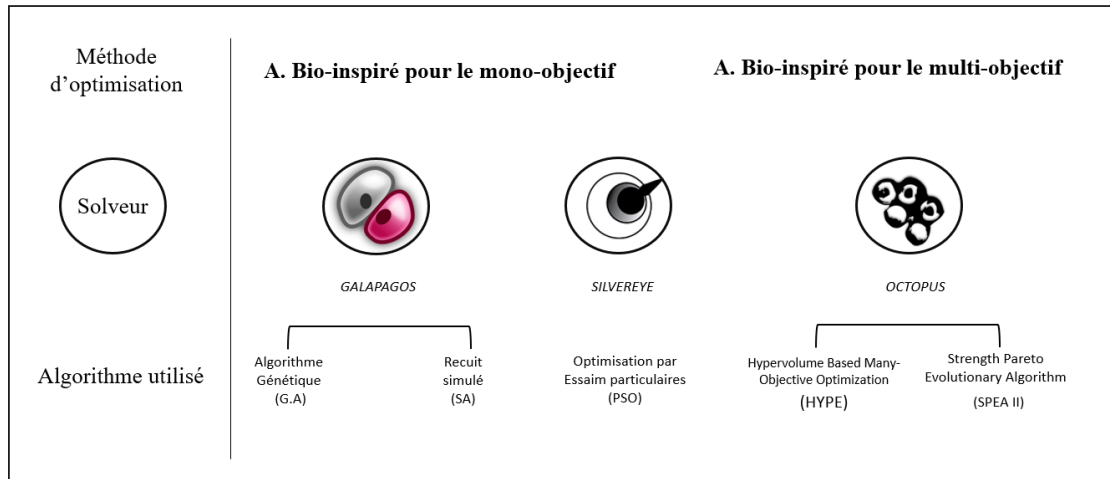 Méthode
d'optimisation
A. Bio-inspiré pour le mono-objectif
A. Bio-inspiré pour le multi-objectif
Solveur
GALAPAGOS
SILVEREYE
OCTOPUS
Algorithme utilisé
Algorithme
Génétique
(G.A)
Recuit
simulé
(SA)
Optimisation par
Essaim particulaires
(PSO)
Hypervolume Based Many-
Objective Optimization
(HYPE)
Strength Pareto
Evolutionary Algorithm
(SPEA II)